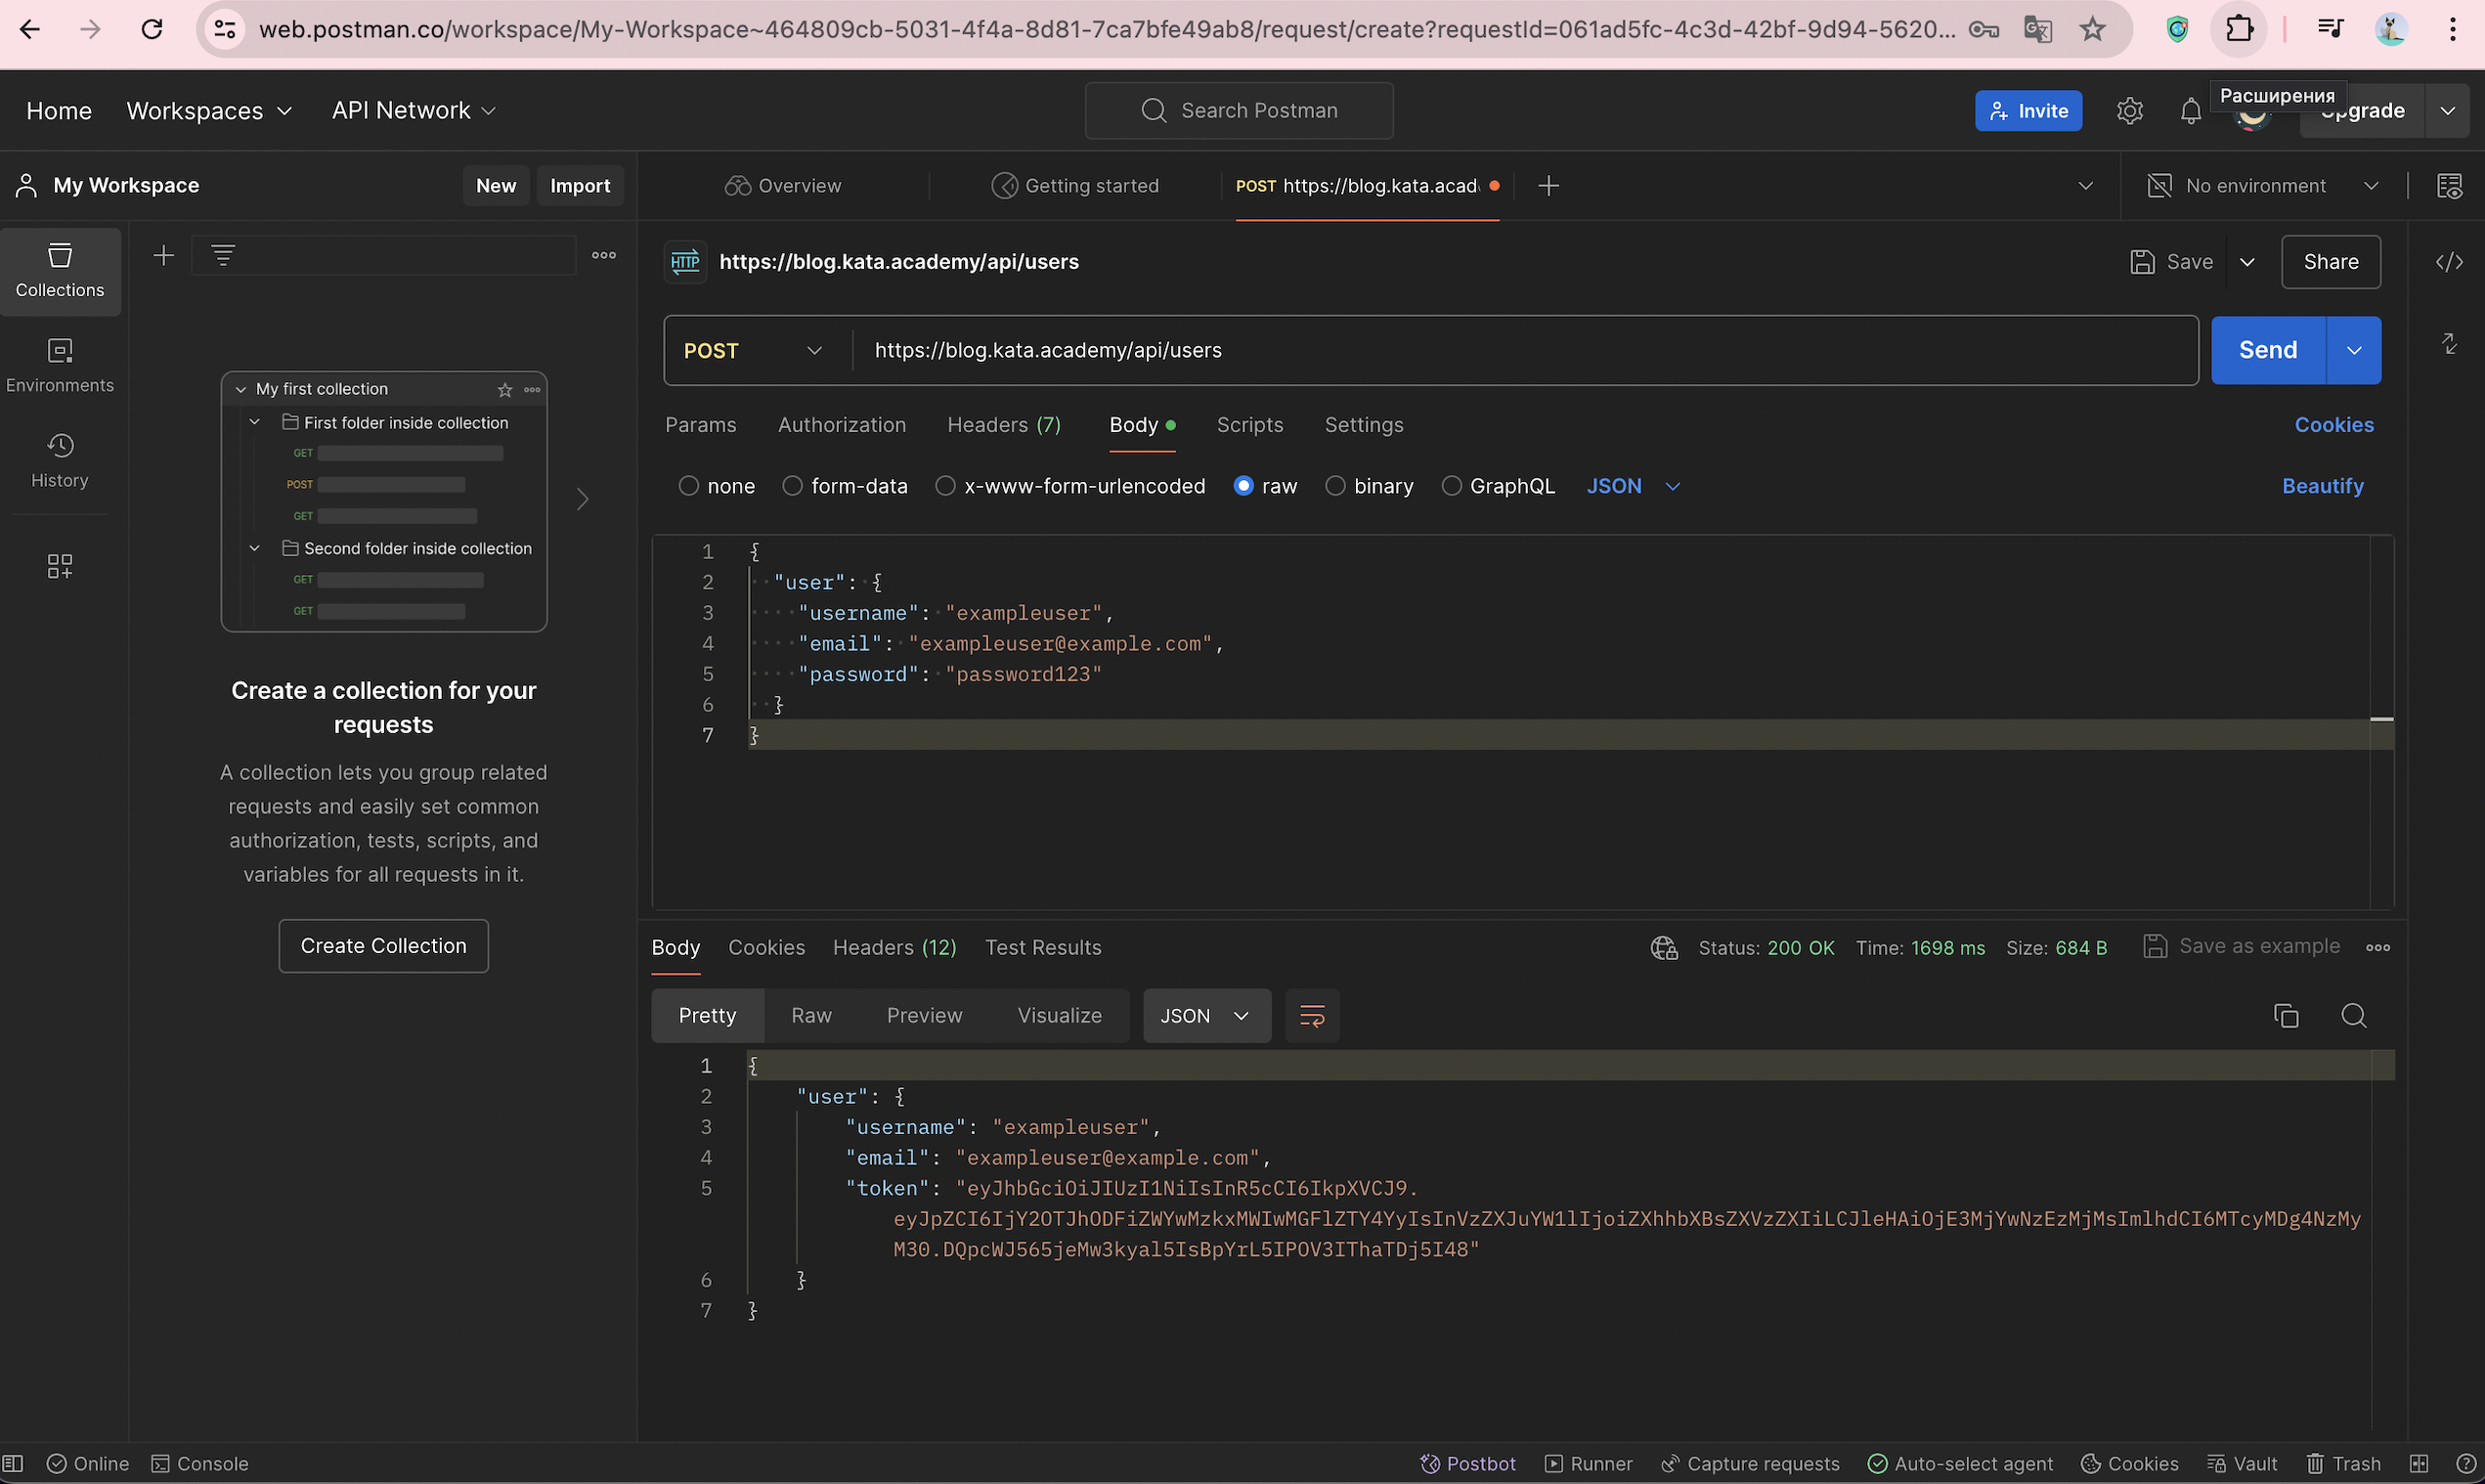 web.postman.co/workspace/My-Workspace~464809cb-5031-4f4a-8d81-7ca7bfe49ab8/request/create?requestId=061ad5fc-4c3d-42bf-9d94-5620...
Home Workspaces API Network Search Postman Invite Расширения
My Workspace New Import Overview Getting started POST https://blog.kata.acad No environment
Collections
Environments
History
My first collection
First folder inside collection
GET
POST
GET
Second folder inside collection
GET
GET
Create a collection for your
requests
A collection lets you group related
requests and easily set common
authorization, tests, scripts, and
variables for all requests in it.
Create Collection
HTTP https://blog.kata.academy/api/users Save Share
POST https://blog.kata.academy/api/users Send
Params Authorization Headers (7) Body Scripts Settings Cookies
none form-data x-www-form-urlencoded raw binary GraphQL JSON Beautify
1 {
2 "user": {
3 "username": "exampleuser",
4 "email": "exampleuser@example.com",
5 "password": "password123"
6 }
7 }
Body Cookies Headers (12) Test Results Status: 200 OK Time: 1698 ms Size: 684 B Save as example
Pretty Raw Preview Visualize JSON
1 {
2 "user": {
3 "username": "exampleuser",
4 "email": "exampleuser@example.com",
5 "token": "eyJhbGciOiJIUzI1NiIsInR5cCI6IkpXVCJ9.
eyJpZCI6IjY2OTJhODFiZWYwMzkxMWIwMGFlZTY4YyIsInVzZXJuYW1lIjoiZXhhbXBsZXVzZXIiLCJleHAiOjE3MjYwNzEzMjMsImlhdCI6MTcyMDg4NzMy
M30.DQpcWJ565jeMw3kyal5IsBpYrL5IPOV3IThaTDj5I48"
6 }
7 }
Online Console Postbot Runner Capture requests Auto-select agent Cookies Vault Trash